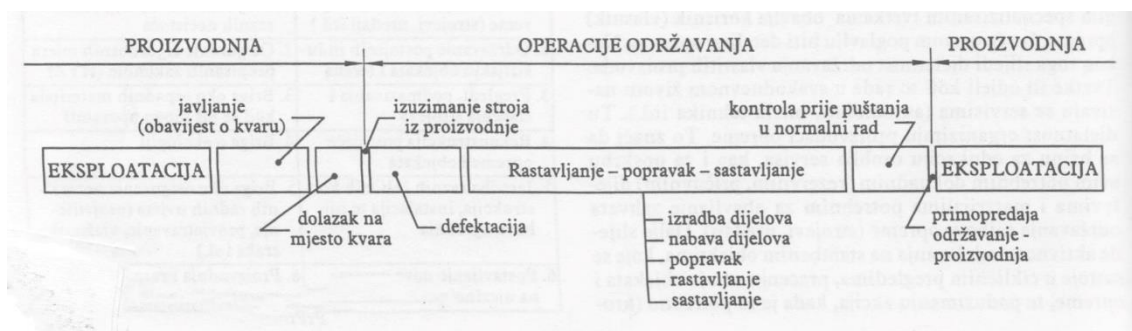 PROIZVODNJA
OPERACIJE ODRŽAVANJA
PROIZVODNJA
javljanje
(obavijest o kvaru)
izuzimanje stroja
iz proizvodnje
kontrola prije puštanja
u normalni rad
EKSPLOATACIJA
Rastavljanje – popravak – sastavljanje
EKSPLOATACIJA
dolazak na
mjesto kvara
defektacija
izradba dijelova
nabava dijelova
popravak
rastavljanje
sastavljanje
primopredaja
održavanje -
proizvodnja